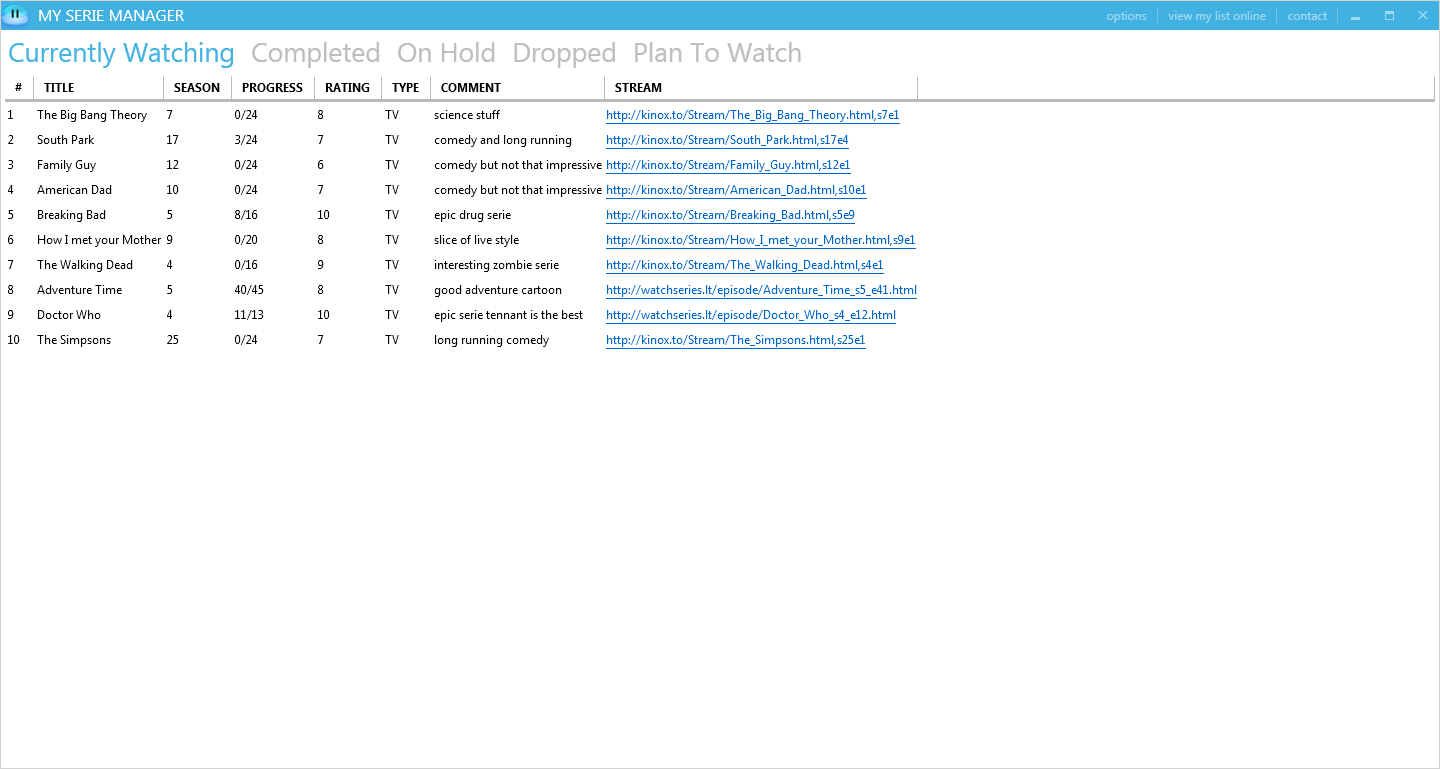 MY SERIE MANAGER options view my list online contact
Currently Watching Completed On Hold Dropped Plan To Watch
# TITLE SEASON PROGRESS RATING TYPE COMMENT STREAM
1 The Big Bang Theory 7 0/24 8 TV science stuff http://kinox.to/Stream/The_Big_Bang_Theory.html,s7e1
2 South Park 17 3/24 7 TV comedy and long running http://kinox.to/Stream/South_Park.html,s17e4
3 Family Guy 12 0/24 6 TV comedy but not that impressive http://kinox.to/Stream/Family_Guy.html,s12e1
4 American Dad 10 0/24 7 TV comedy but not that impressive http://kinox.to/Stream/American_Dad.html,s10e1
5 Breaking Bad 5 8/16 10 TV epic drug serie http://kinox.to/Stream/Breaking_Bad.html,s5e9
6 How I met your Mother 9 0/20 8 TV slice of live style http://kinox.to/Stream/How_I_met_your_Mother.html,s9e1
7 The Walking Dead 4 0/16 9 TV interesting zombie serie http://kinox.to/Stream/The_Walking_Dead.html,s4e1
8 Adventure Time 5 40/45 8 TV good adventure cartoon http://watchseries.lt/episode/Adventure_Time_s5_e41.html
9 Doctor Who 4 11/13 10 TV epic serie tennant is the best http://watchseries.lt/episode/Doctor_Who_s4_e12.html
10 The Simpsons 25 0/24 7 TV long running comedy http://kinox.to/Stream/The_Simpsons.html,s25e1